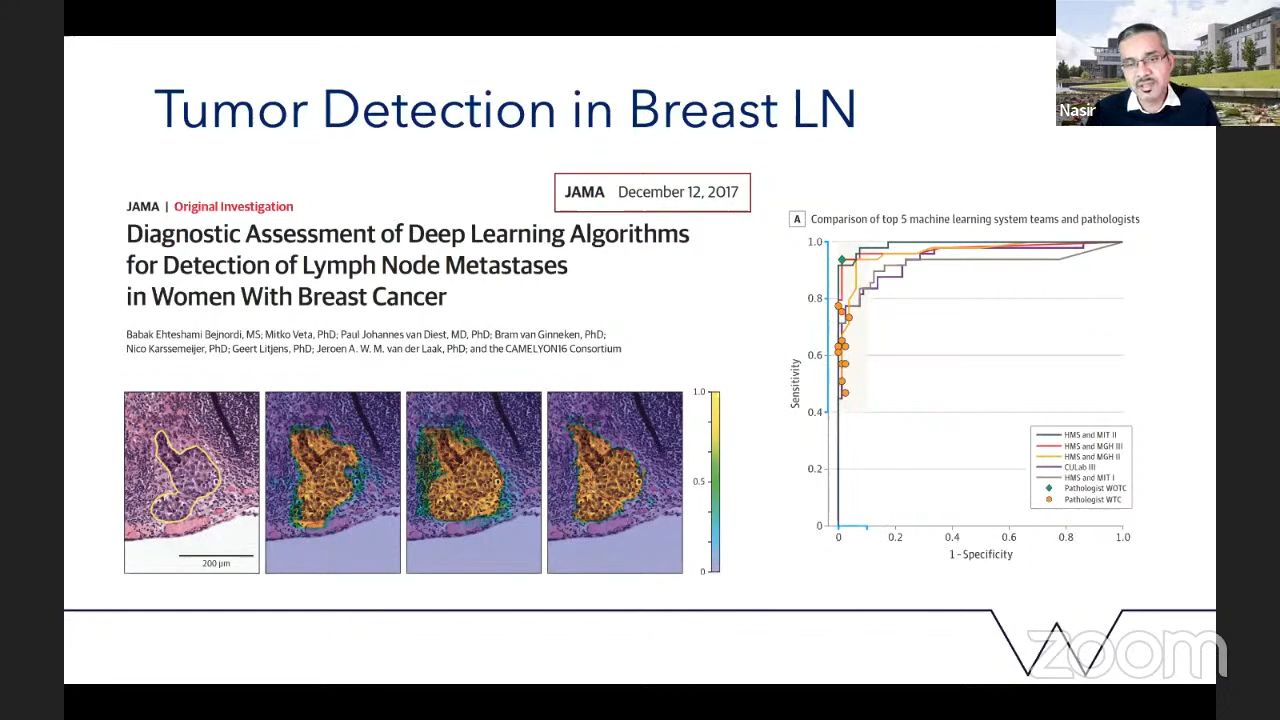 Nasir
Tumor Detection in Breast LN
JAMA December 12, 2017
JAMA | Original Investigation
Diagnostic Assessment of Deep Learning Algorithms
for Detection of Lymph Node Metastases
in Women With Breast Cancer
Babak Ehteshami Bejnordi, MS; Mitko Veta, PhD; Paul Johannes van Diest, MD, PhD; Bram van Ginneken, PhD;
Nico Karssemeijer, PhD; Geert Litjens, PhD; Jeroen A. W. M. van der Laak, PhD; and the CAMELYON16 Consortium
200 μm
1.0
0.5
0
A Comparison of top 5 machine learning system teams and pathologists
1.0
0.8
0.6
0.4
0.2
0
Sensitivity
0 0.2 0.4 0.6 0.8 1.0
1 - Specificity
HMS and MIT II
HMS and MGH III
HMS and MGH II
CULab III
HMS and MIT I
Pathologist WOTC
Pathologist WTC
zoom